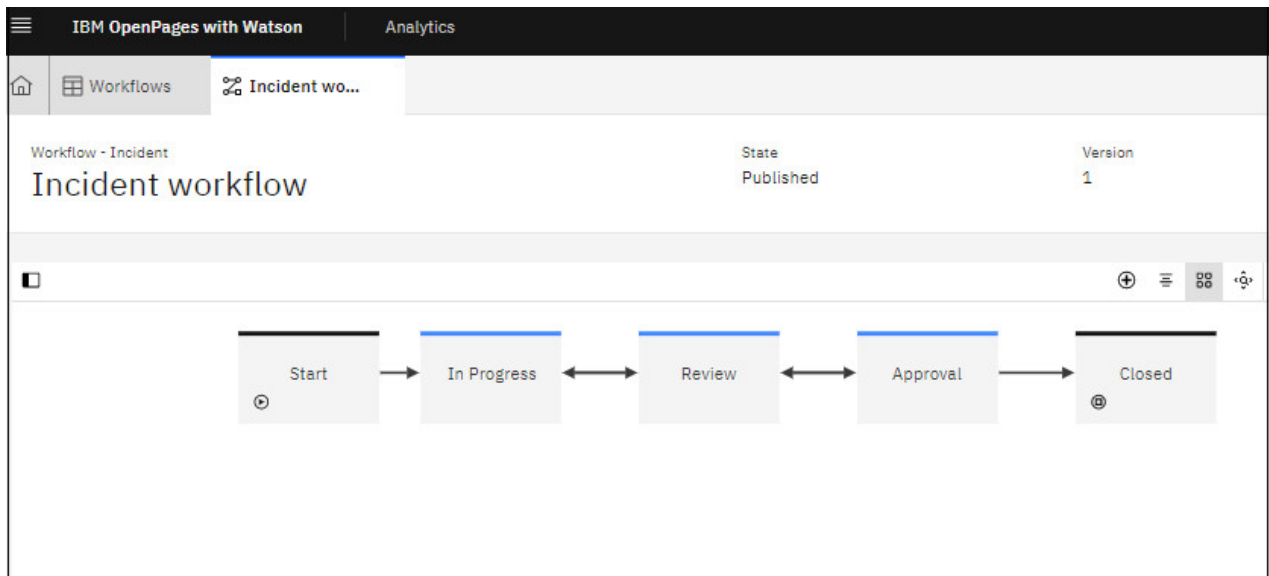 IBM OpenPages with Watson Analytics
Workflows Incident wo...
Workflow - Incident State Version
Incident workflow Published 1
Start In Progress Review Approval Closed